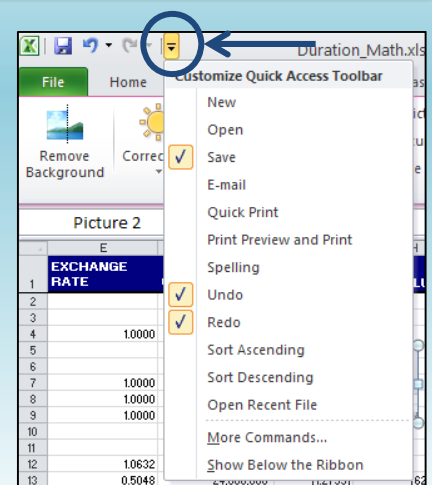 Duration_Math.xls
File Home
Customize Quick Access Toolbar
New
Open
Save
E-mail
Quick Print
Print Preview and Print
Spelling
Undo
Redo
Sort Ascending
Sort Descending
Open Recent File
More Commands...
Show Below the Ribbon
Remove
Background
Correc
Picture 2
E
H
1 EXCHANGE
RATE
2
3
4 1.0000
5
6
7 1.0000
8 1.0000
9 1.0000
10
11
12 1.0632
13 0.5048